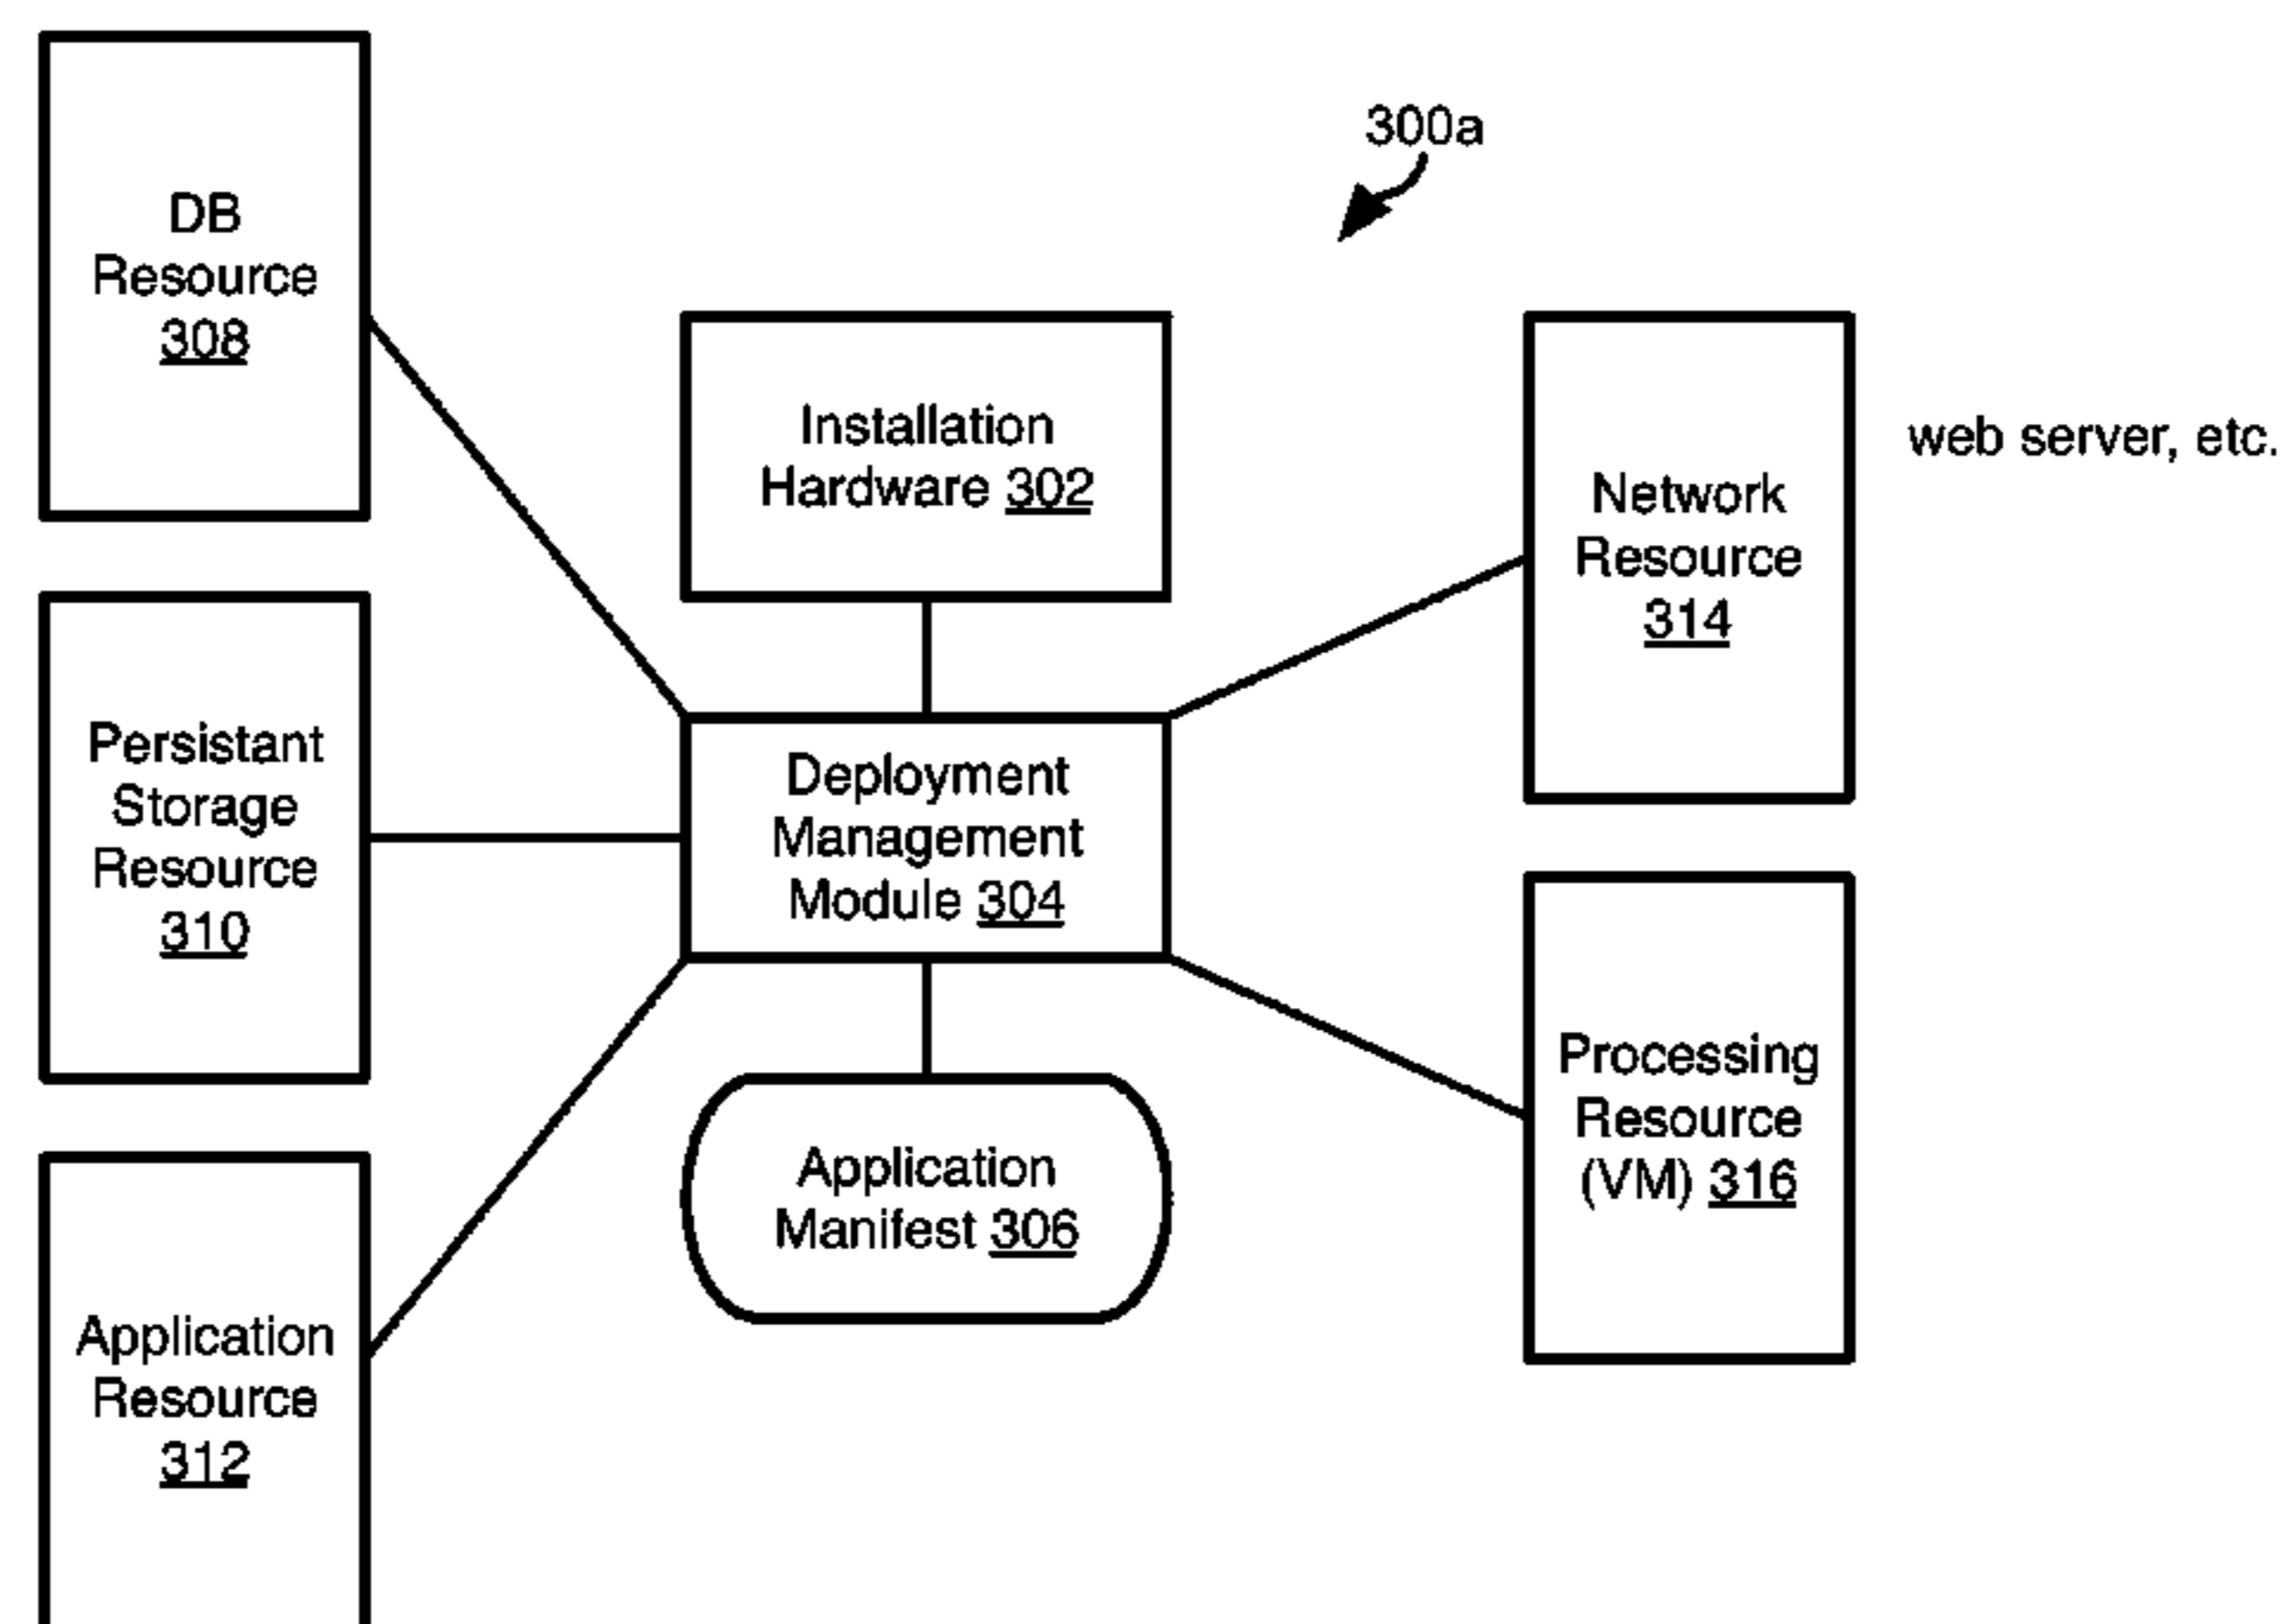 300a
DB
Resource
308
Installation
Hardware 302
Network
Resource
314
web server, etc.
Persistant
Storage
Resource
310
Deployment
Management
Module 304
Processing
Resource
(VM) 316
Application
Manifest 306
Application
Resource
312